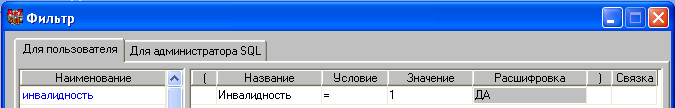 Фильтр
Для пользователя Для администратора SQL
Наименование ( Название Условие Значение Расшифровка ) Связка
инвалидность Инвалидность = 1 ДА